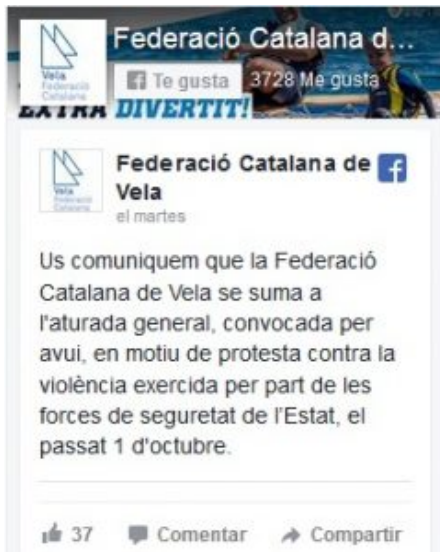 Federació Catalana d...
Vela
Federació
Catalana
Te gusta
3728 Me gusta
EXTRA DIVERTIT!
Vela
Federació
Catalana
Federació Catalana de
Vela
el martes
Us comuniquem que la Federació
Catalana de Vela se suma a
l'aturada general, convocada per
avui, en motiu de protesta contra la
violència exercida per part de les
forces de seguretat de l'Estat, el
passat 1 d'octubre.
37
Comentar
Compartir